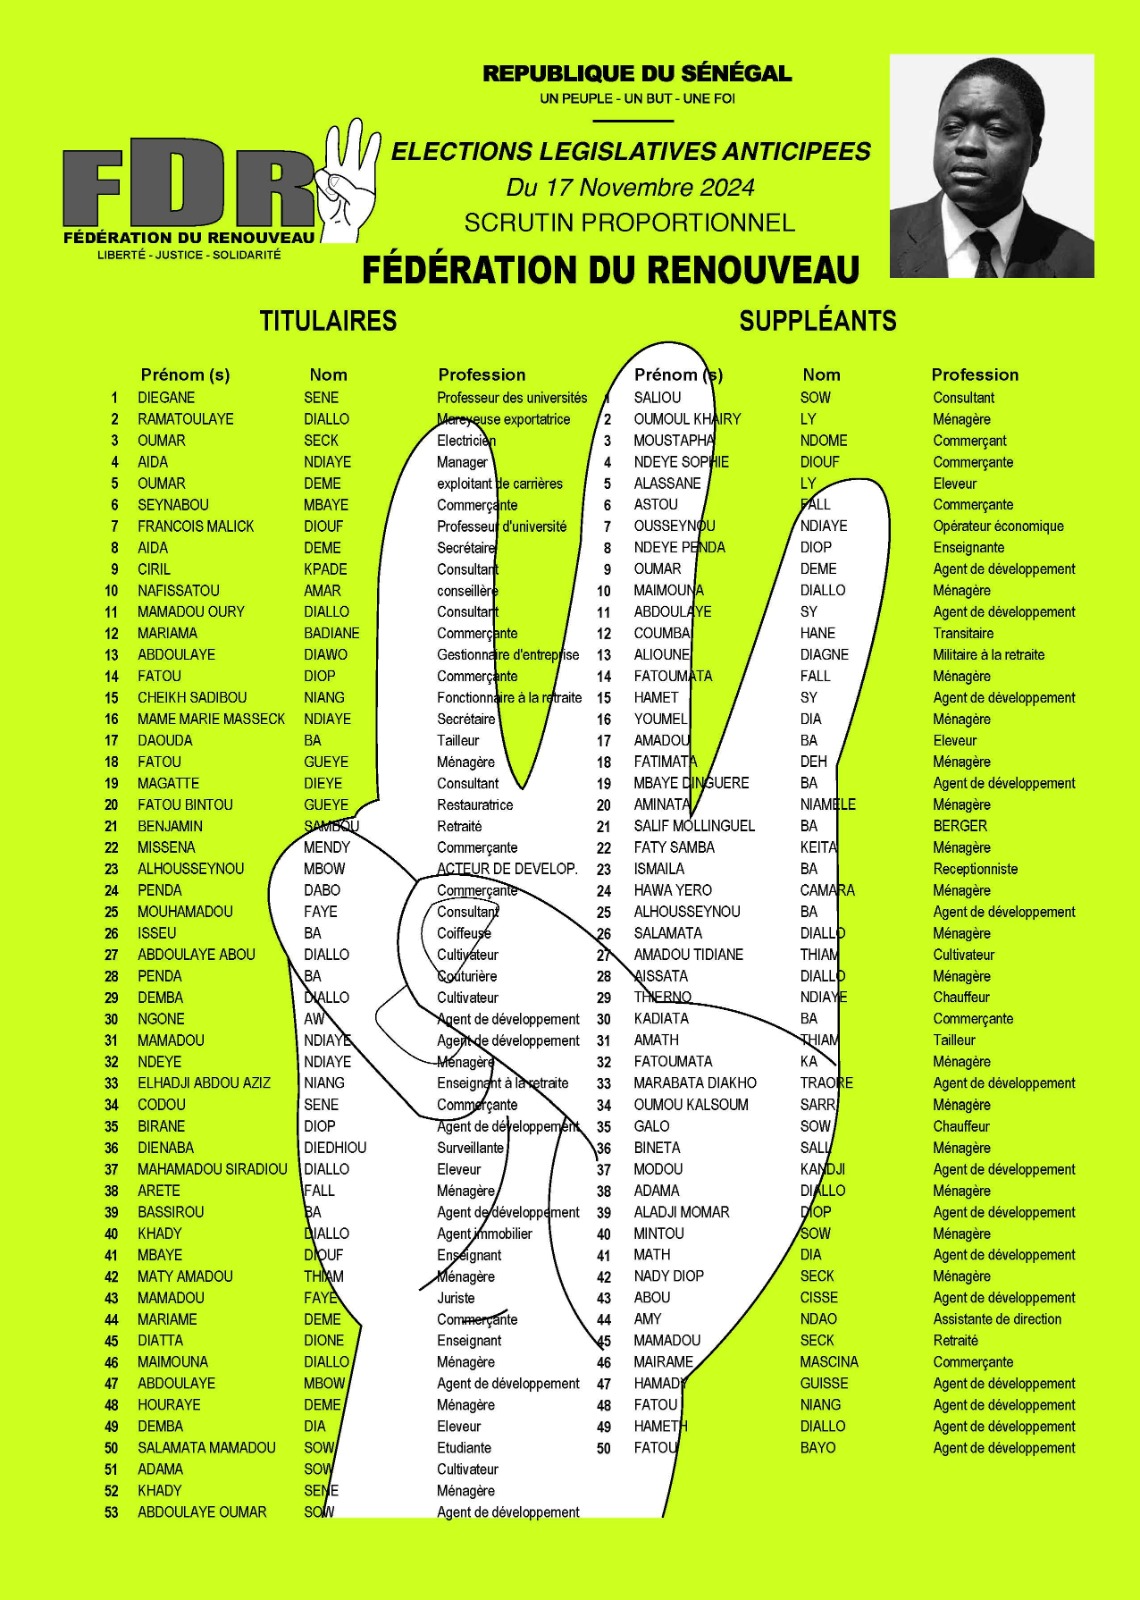 REPUBLIQUE DU SÉNÉGAL
UN PEUPLE - UN BUT - UNE FOI
ELECTIONS LEGISLATIVES ANTICIPEES
Du 17 Novembre 2024
SCRUTIN PROPORTIONNEL
FDR
FÉDÉRATION DU RENOUVEAU
LIBERTÉ - JUSTICE - SOLIDARITÉ
FÉDÉRATION DU RENOUVEAU
TITULAIRES SUPPLÉANTS
Prénom (s) Nom Profession Prénom (s) Nom Profession
1 DIEGANE SENE Professeur des universités 1 SALIOU SOW Consultant
2 RAMATOULAYE DIALLO Mareyeuse exportatrice 2 OUMOUL KHAIRY LY Ménagère
3 OUMAR SECK Electricien 3 MOUSTAPHA NDOME Commerçant
4 AIDA NDIAYE Manager 4 NDEYE SOPHIE DIOUF Commerçante
5 OUMAR DEME exploitant de carrières 5 ALASSANE LY Eleveur
6 SEYNABOU MBAYE Commerçante 6 ASTOU FALL Commerçante
7 FRANCOIS MALICK DIOUF Professeur d'université 7 OUSSEYNOU NDIAYE Opérateur économique
8 AIDA DEME Secrétaire 8 NDEYE PENDA DIOP Enseignante
9 CIRIL KPADE Consultant 9 OUMAR DEME Agent de développement
10 NAFISSATOU AMAR conseillère 10 MAIMOUNA DIALLO Ménagère
11 MAMADOU OURY DIALLO Consultant 11 ABDOULAYE SY Agent de développement
12 MARIAMA BADIANE Commerçante 12 COUMBA HANE Transitaire
13 ABDOULAYE DIAWO Gestionnaire d'entreprise 13 ALIOUNE DIAGNE Militaire à la retraite
14 FATOU DIOP Commerçante 14 FATOUMATA FALL Ménagère
15 CHEIKH SADIBOU NIANG Fonctionnaire à la retraite 15 HAMET SY Agent de développement
16 MAME MARIE MASSECK NDIAYE Secrétaire 16 YOUMEL DIA Ménagère
17 DAOUDA BA Tailleur 17 AMADOU BA Eleveur
18 FATOU GUEYE Ménagère 18 FATIMATA DEH Ménagère
19 MAGATTE DIEYE Consultant 19 MBAYE DINGUERE BA Agent de développement
20 FATOU BINTOU GUEYE Restauratrice 20 AMINATA NIAMELE Ménagère
21 BENJAMIN SAMBOU Retraité 21 SALIF MOLLINGUEL BA BERGER
22 MISSENA MENDY Commerçante 22 FATY SAMBA KEITA Ménagère
23 ALHOUSSEYNOU MBOW ACTEUR DE DEVELOP. 23 ISMAILA BA Receptionniste
24 PENDA DABO Commerçante 24 HAWA YERO CAMARA Ménagère
25 MOUHAMADOU FAYE Consultant 25 ALHOUSSEYNOU BA Agent de développement
26 ISSEU BA Coiffeuse 26 SALAMATA DIALLO Ménagère
27 ABDOULAYE ABOU DIALLO Cultivateur 27 AMADOU TIDIANE THIAM Cultivateur
28 PENDA BA Couturière 28 AISSATA DIALLO Ménagère
29 DEMBA DIALLO Cultivateur 29 THIERNO NDIAYE Chauffeur
30 NGONE AW Agent de développement 30 KADIATA BA Commerçante
31 MAMADOU NDIAYE Agent de développement 31 AMATH THIAM Tailleur
32 NDEYE NDIAYE Ménagère 32 FATOUMATA KA Ménagère
33 ELHADJI ABDOU AZIZ NIANG Enseignant à la retraite 33 MARABATA DIAKHO TRAORE Agent de développement
34 CODOU SENE Commerçante 34 OUMOU KALSOUM SARR Ménagère
35 BIRANE DIOP Agent de développement 35 GALO SOW Chauffeur
36 DIENABA DIEDHIOU Surveillante 36 BINETA SALL Ménagère
37 MAHAMADOU SIRADIOU DIALLO Eleveur 37 MODOU KANDJI Agent de développement
38 ARETE FALL Ménagère 38 ADAMA DIALLO Ménagère
39 BASSIROU BA Agent de développement 39 ALADJI MOMAR DIOP Agent de développement
40 KHADY DIALLO Agent immobilier 40 MINTOU SOW Ménagère
41 MBAYE DIOUF Enseignant 41 MATH DIA Agent de développement
42 MATY AMADOU THIAM Ménagère 42 NADY DIOP SECK Ménagère
43 MAMADOU FAYE Juriste 43 ABOU CISSE Agent de développement
44 MARIAME DEME Commerçante 44 AMY NDAO Assistante de direction
45 DIATTA DIONE Enseignant 45 MAMADOU SECK Retraité
46 MAIMOUNA DIALLO Ménagère 46 MAIRAME MASCINA Commerçante
47 ABDOULAYE MBOW Agent de développement 47 HAMADY GUISSE Agent de développement
48 HOURAYE DEME Ménagère 48 FATOU NIANG Agent de développement
49 DEMBA DIA Eleveur 49 HAMETH DIALLO Agent de développement
50 SALAMATA MAMADOU SOW Etudiante 50 FATOU BAYO Agent de développement
51 ADAMA SOW Cultivateur
52 KHADY SENE Ménagère
53 ABDOULAYE OUMAR SOW Agent de développement